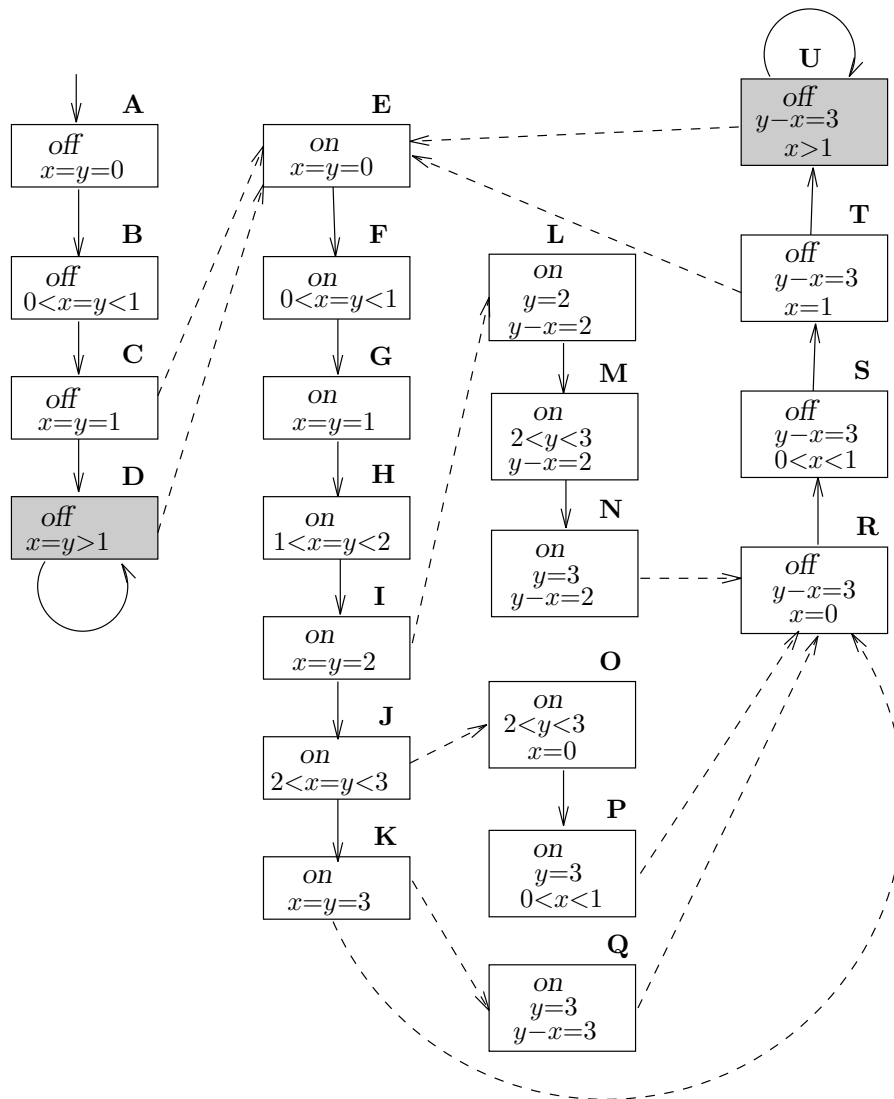 A
off
x=y=0
B
off
0<x=y<1
C
off
x=y=1
D
off
x=y>1
E
on
x=y=0
F
on
0<x=y<1
G
on
x=y=1
H
on
1<x=y<2
I
on
x=y=2
J
on
2<x=y<3
K
on
x=y=3
L
on
y=2
y−x=2
M
on
2<y<3
y−x=2
N
on
y=3
y−x=2
O
on
2<y<3
x=0
P
on
y=3
0<x<1
Q
on
y=3
y−x=3
U
off
y−x=3
x>1
T
off
y−x=3
x=1
S
off
y−x=3
0<x<1
R
off
y−x=3
x=0